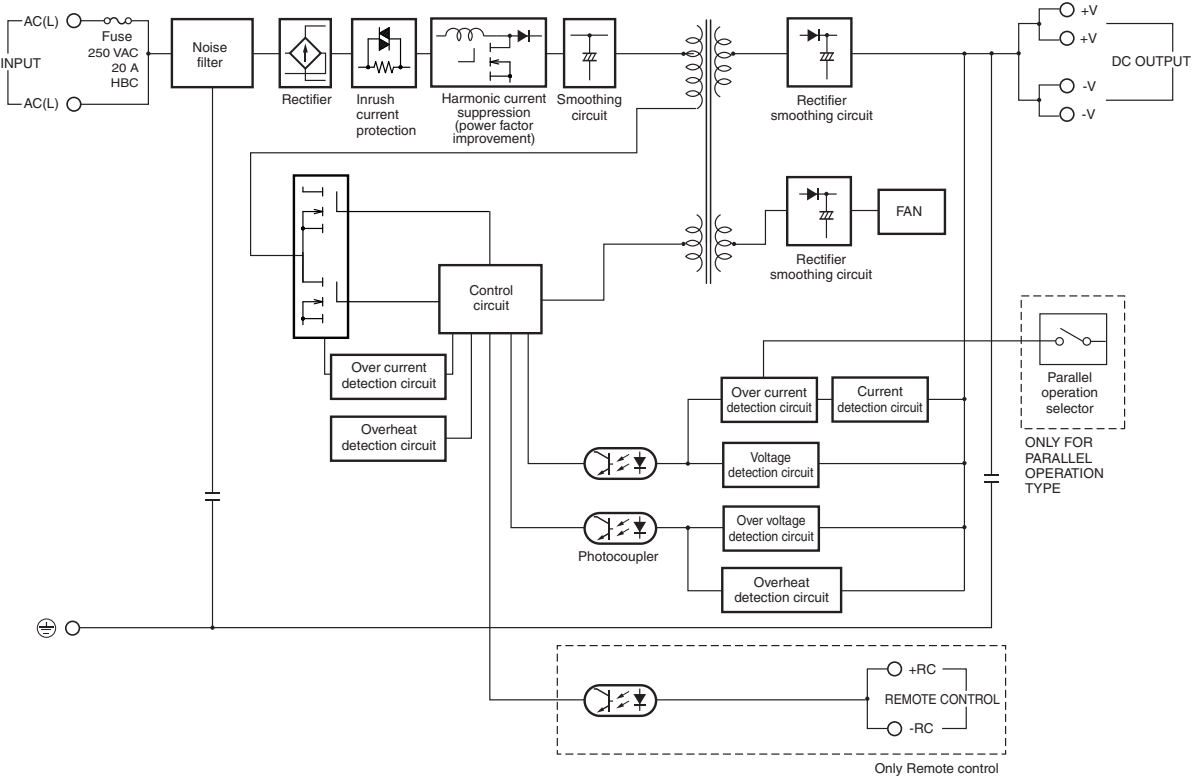 AC(L)
Fuse
250 VAC
20 A
HBC
INPUT
AC(L)
Noise
filter
Rectifier
Inrush
current
protection
Harmonic current
suppression
(power factor
improvement)
Smoothing
circuit
Rectifier
smoothing circuit
+V
+V
DC OUTPUT
-V
-V
Rectifier
smoothing circuit
FAN
Control
circuit
Over current
detection circuit
Overheat
detection circuit
Over current
detection circuit
Current
detection circuit
Parallel
operation
selector
ONLY FOR
PARALLEL
OPERATION
TYPE
Voltage
detection circuit
Over voltage
detection circuit
Photocoupler
Overheat
detection circuit
+RC
REMOTE CONTROL
-RC
Only Remote control